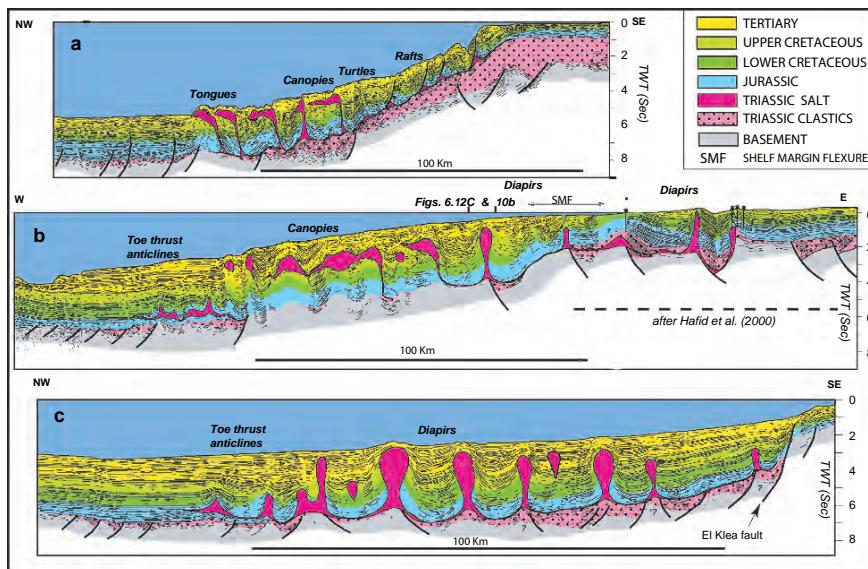 NW
a
Tongues
Canopies
Turtles
Rafts
100 Km
0
SE
2
4
6
8
TWT (Sec)
TERTIARY
UPPER CRETACEOUS
LOWER CRETACEOUS
JURASSIC
TRIASSIC SALT
TRIASSIC CLASTICS
BASEMENT
SMF SHELF MARGIN FLEXURE
W
b
Toe thrust
anticlines
Canopies
Figs. 6.12C & 10b
Diapirs
SMF
Diapirs
E
?
TWT (Sec)
after Hafid et al. (2000)
100 Km
NW
c
Toe thrust
anticlines
Diapirs
SE
0
2
4
6
8
TWT (Sec)
?
?
?
?
El Klea fault
100 Km